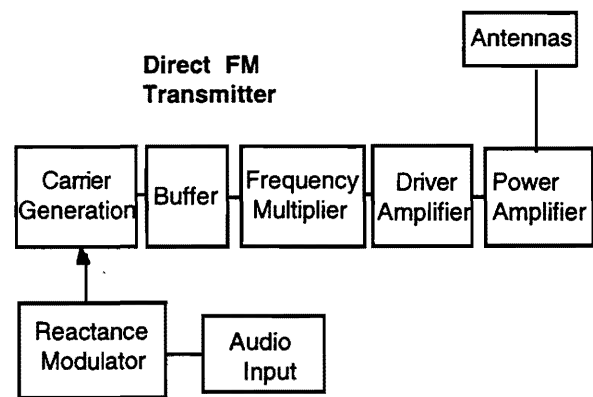 Antennas
Direct FM
Transmitter
Carrier
Generation
Buffer
Frequency
Multiplier
Driver
Amplifier
Power
Amplifier
Reactance
Modulator
Audio
Input